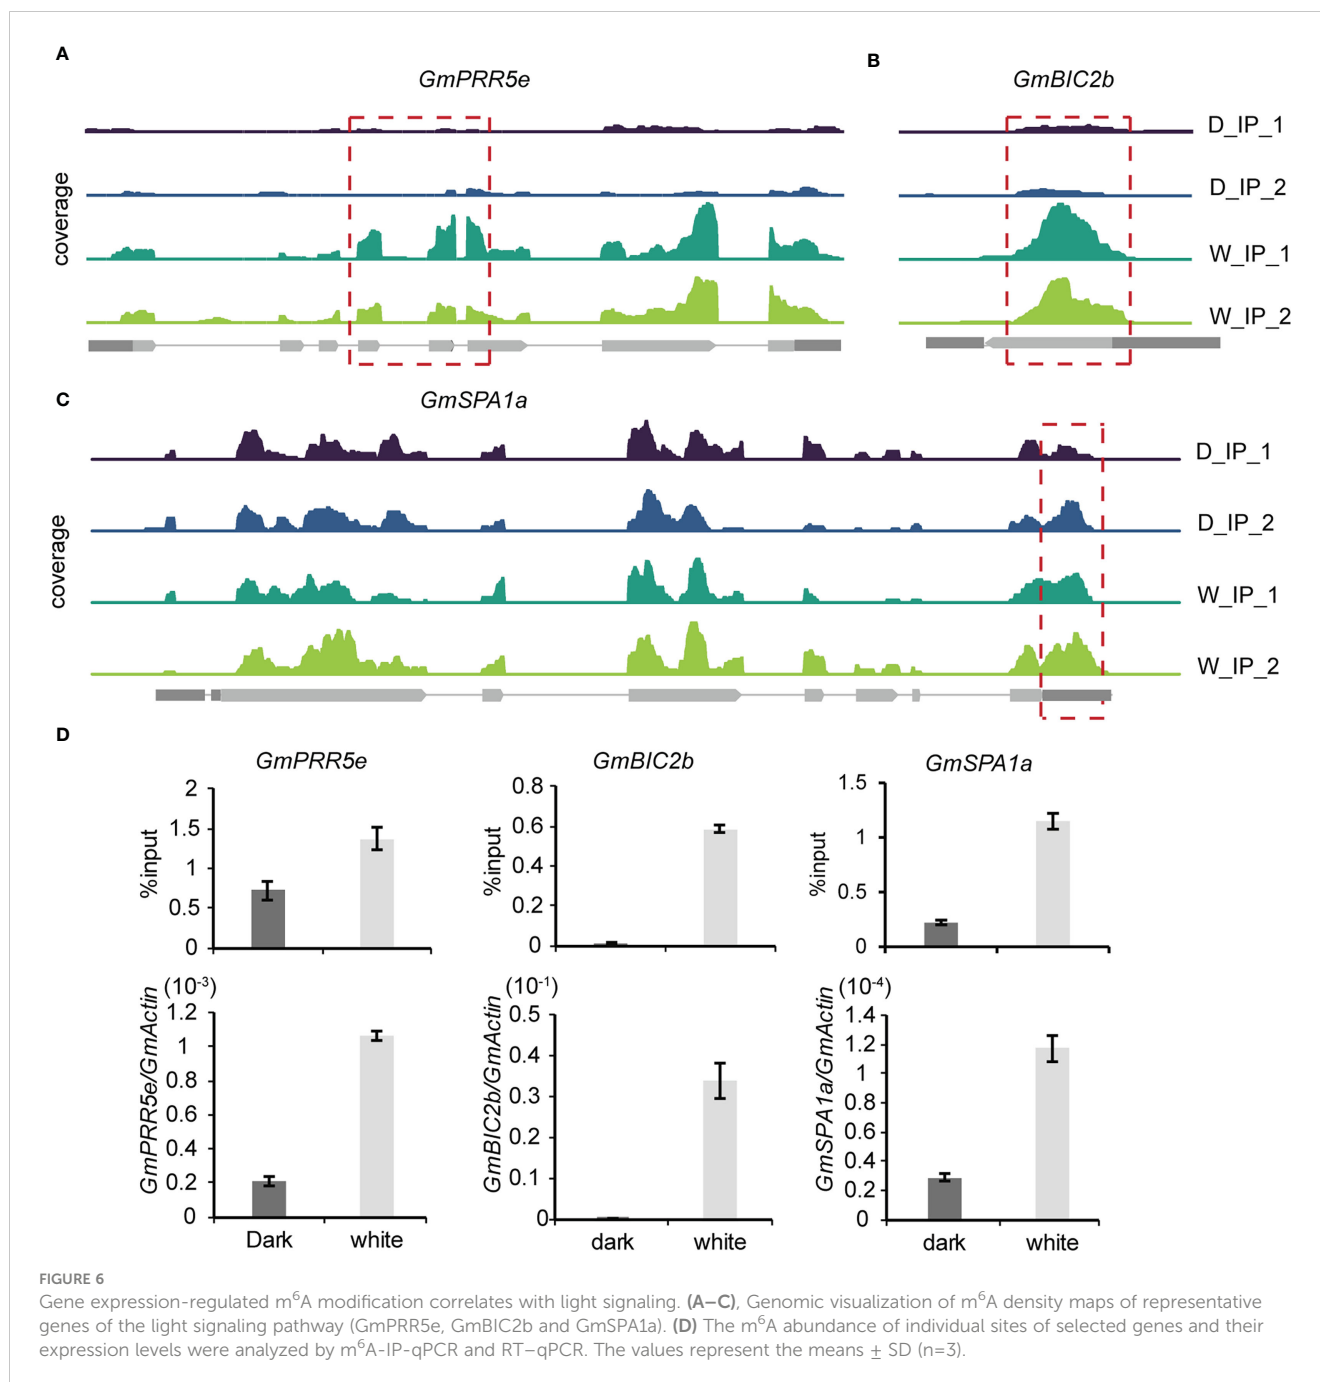 A
GmPRR5e
B
GmBIC2b
coverage
D_IP_1
D_IP_2
W_IP_1
W_IP_2
C
GmSPA1a
coverage
D_IP_1
D_IP_2
W_IP_1
W_IP_2
D
GmPRR5e
%input
2
1.5
1
0.5
0
GmBIC2b
%input
0.8
0.6
0.4
0.2
0
GmSPA1a
%input
1.5
1
0.5
0
(10⁻³)
GmPRR5e/GmActin
1.2
1
0.8
0.6
0.4
0.2
0
Dark white
(10⁻¹)
GmBIC2b/GmActin
0.5
0.4
0.3
0.2
0.1
0
dark white
(10⁻⁴)
GmSPA1a/GmActin
1.4
1.2
1
0.8
0.6
0.4
0.2
0
dark white
FIGURE 6
Gene expression-regulated m⁶A modification correlates with light signaling. (A–C), Genomic visualization of m⁶A density maps of representative
genes of the light signaling pathway (GmPRR5e, GmBIC2b and GmSPA1a). (D) The m⁶A abundance of individual sites of selected genes and their
expression levels were analyzed by m⁶A-IP-qPCR and RT–qPCR. The values represent the means ± SD (n=3).